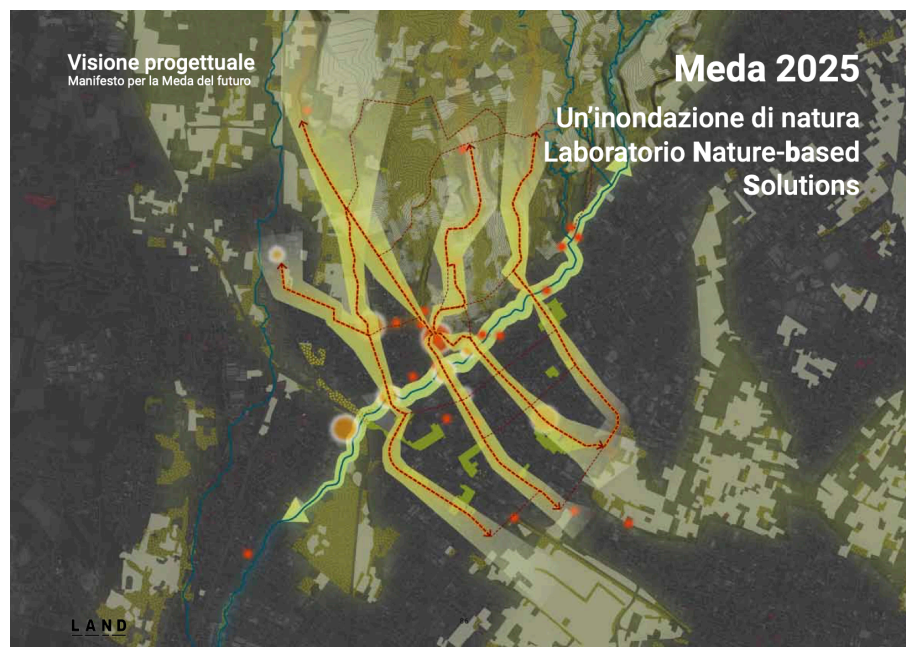 Visione progettuale
Manifesto per la Meda del futuro
Meda 2025
Un'inondazione di natura
Laboratorio Nature-based
Solutions
LAND